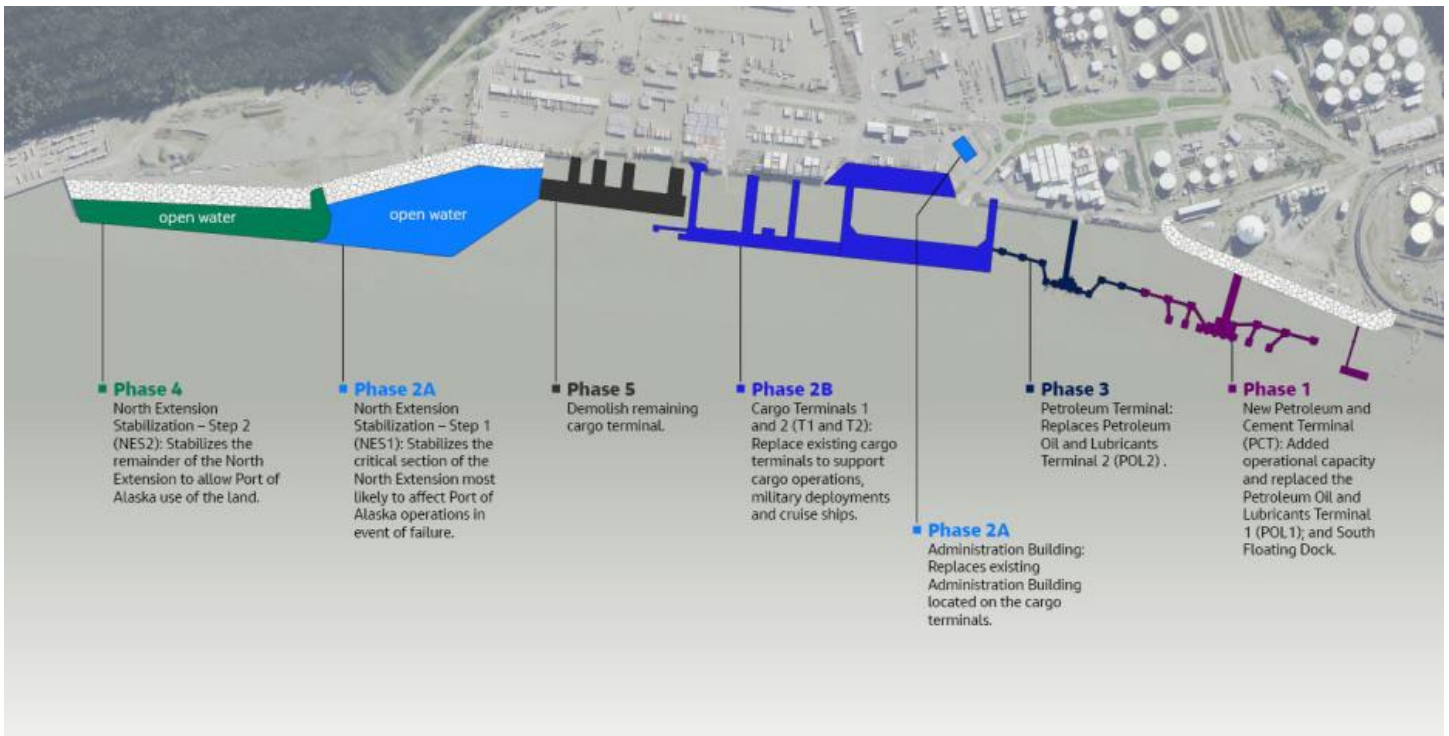 open water
open water
Phase 4
North Extension
Stabilization – Step 2
(NES2): Stabilizes the
remainder of the North
Extension to allow Port of
Alaska use of the land.
Phase 2A
North Extension
Stabilization – Step 1
(NES1): Stabilizes the
critical section of the
North Extension most
likely to affect Port of
Alaska operations in
event of failure.
Phase 5
Demolish remaining
cargo terminal.
Phase 2B
Cargo Terminals 1
and 2 (T1 and T2):
Replace existing cargo
terminals to support
cargo operations,
military deployments
and cruise ships.
Phase 2A
Administration Building:
Replaces existing
Administration Building
located on the cargo
terminals.
Phase 3
Petroleum Terminal:
Replaces Petroleum
Oil and Lubricants
Terminal 2 (POL2) .
Phase 1
New Petroleum and
Cement Terminal
(PCT): Added
operational capacity
and replaced the
Petroleum Oil and
Lubricants Terminal
1 (POL1); and South
Floating Dock.